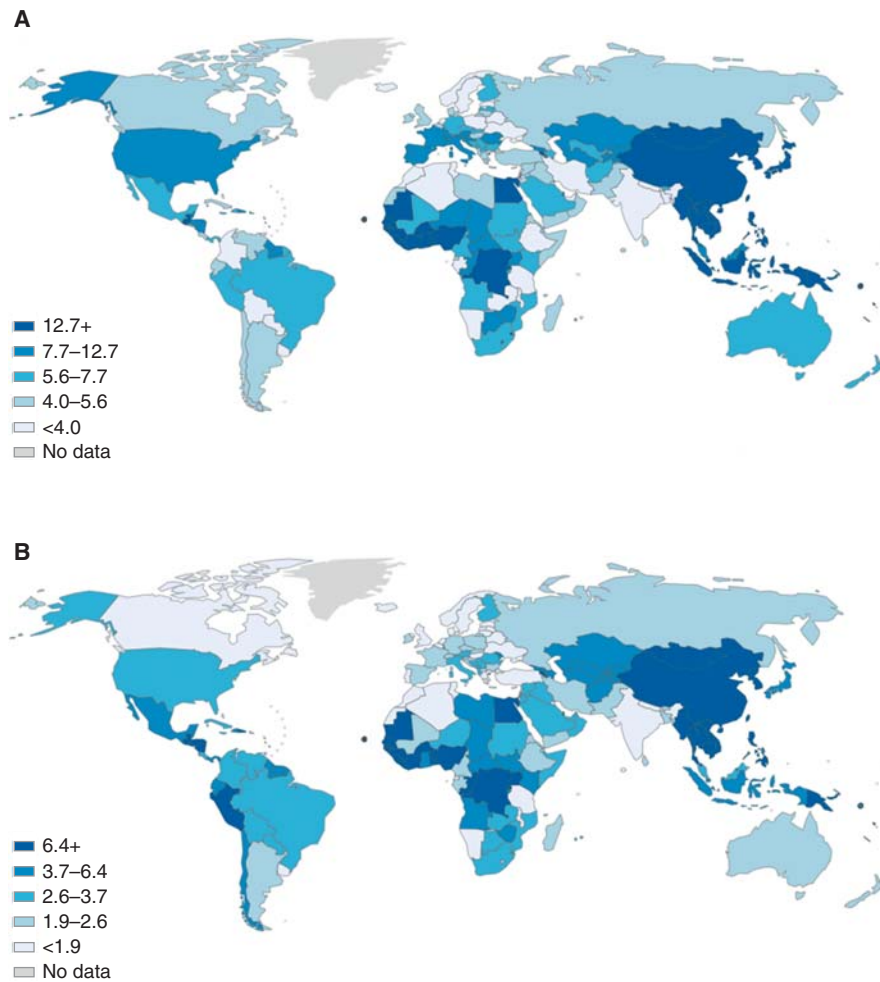 A
12.7+
7.7–12.7
5.6–7.7
4.0–5.6
<4.0
No data
B
6.4+
3.7–6.4
2.6–3.7
1.9–2.6
<1.9
No data